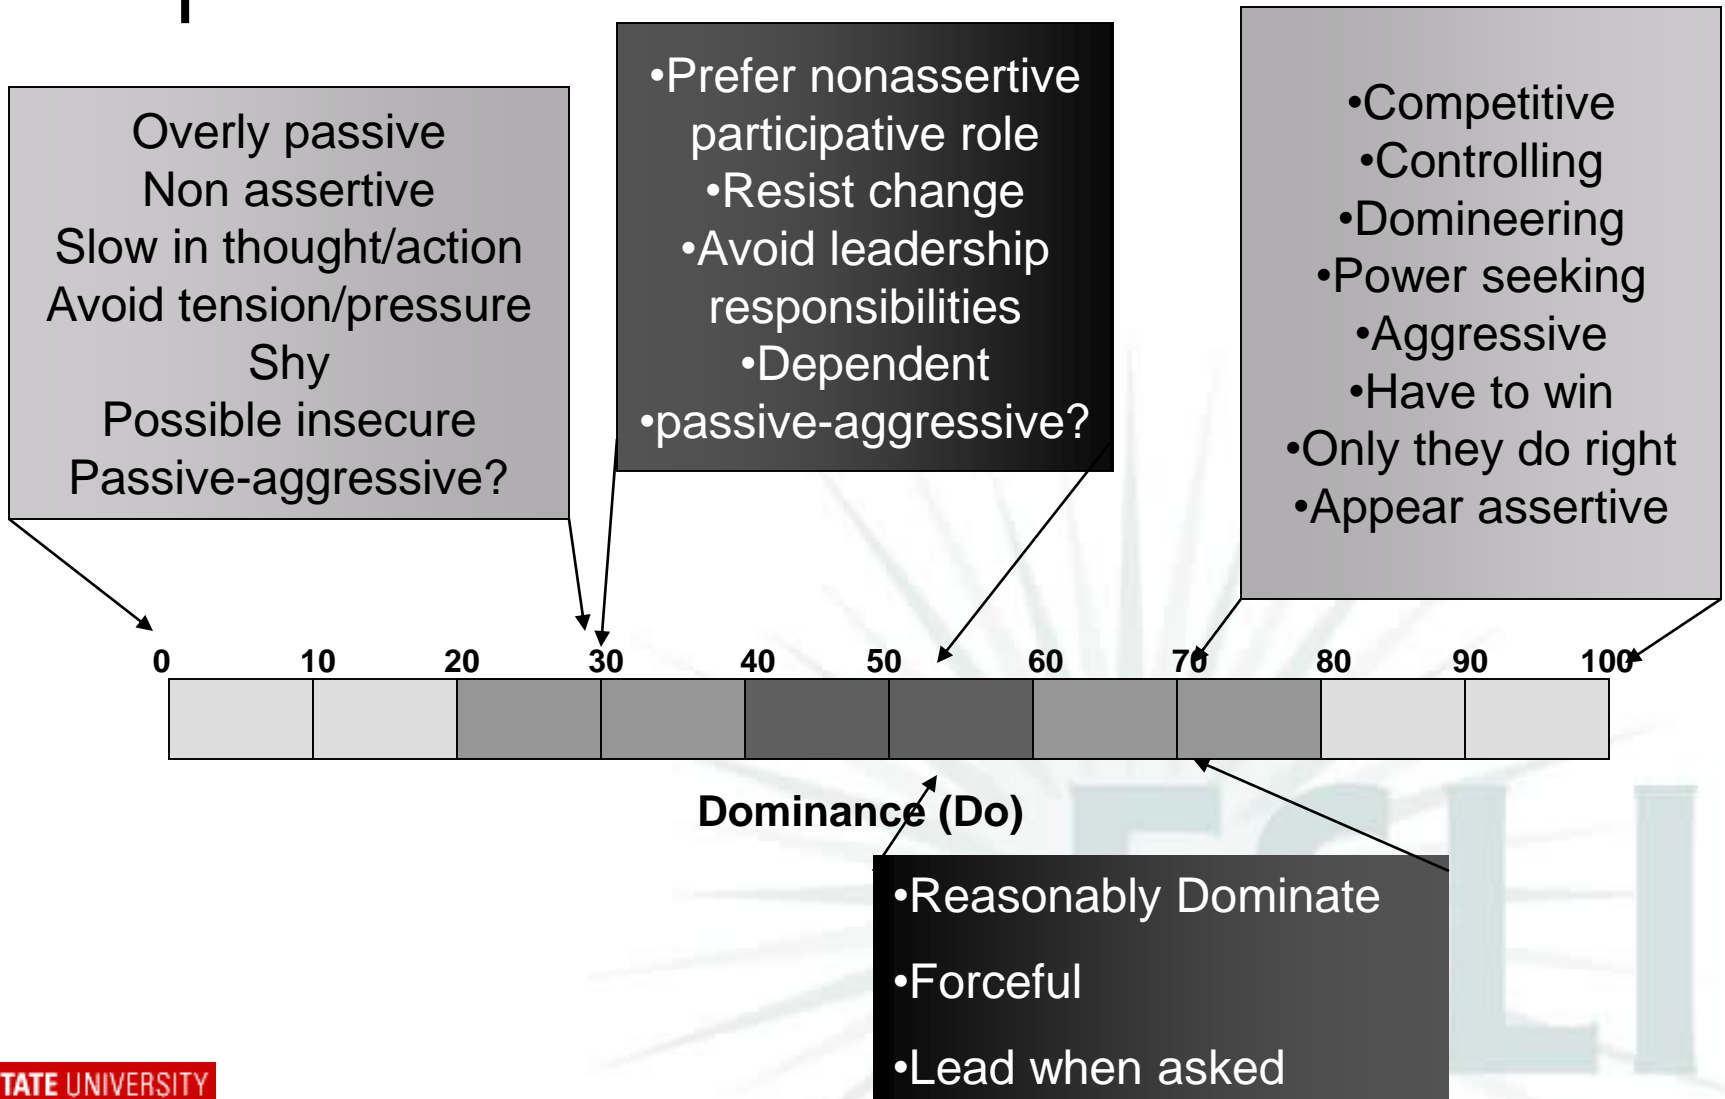 Overly passive
Non assertive
Slow in thought/action
Avoid tension/pressure
Shy
Possible insecure
Passive-aggressive?
•Prefer nonassertive
participative role
•Resist change
•Avoid leadership
responsibilities
•Dependent
•passive-aggressive?
•Competitive
•Controlling
•Domineering
•Power seeking
•Aggressive
•Have to win
•Only they do right
•Appear assertive
0 10 20 30 40 50 60 70 80 90 100
Dominance (Do)
•Reasonably Dominate
•Forceful
•Lead when asked
ESLI
TATE UNIVERSITY